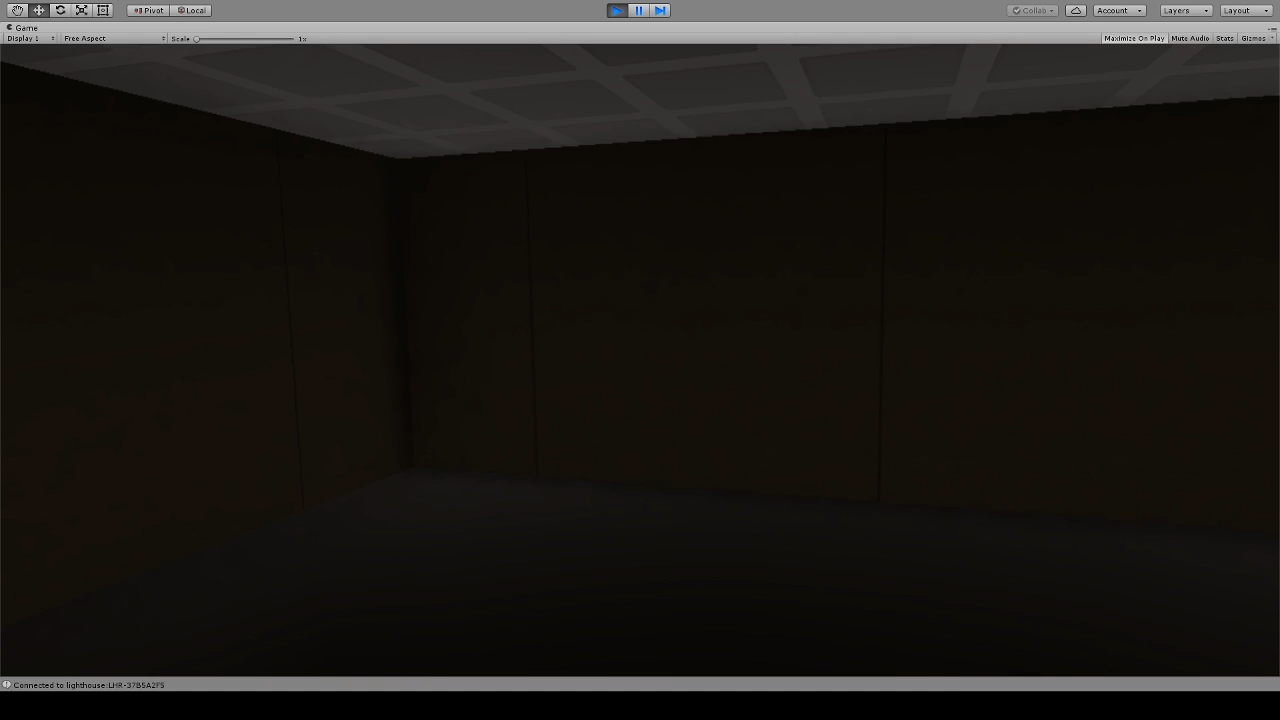 Pivot Local Collab Account Layers Layout
Game
Display 1 Free Aspect Scale 1x Maximize On Play Mute Audio Stats Gizmos
Connected to lighthouse:LHR-37B5A2F5